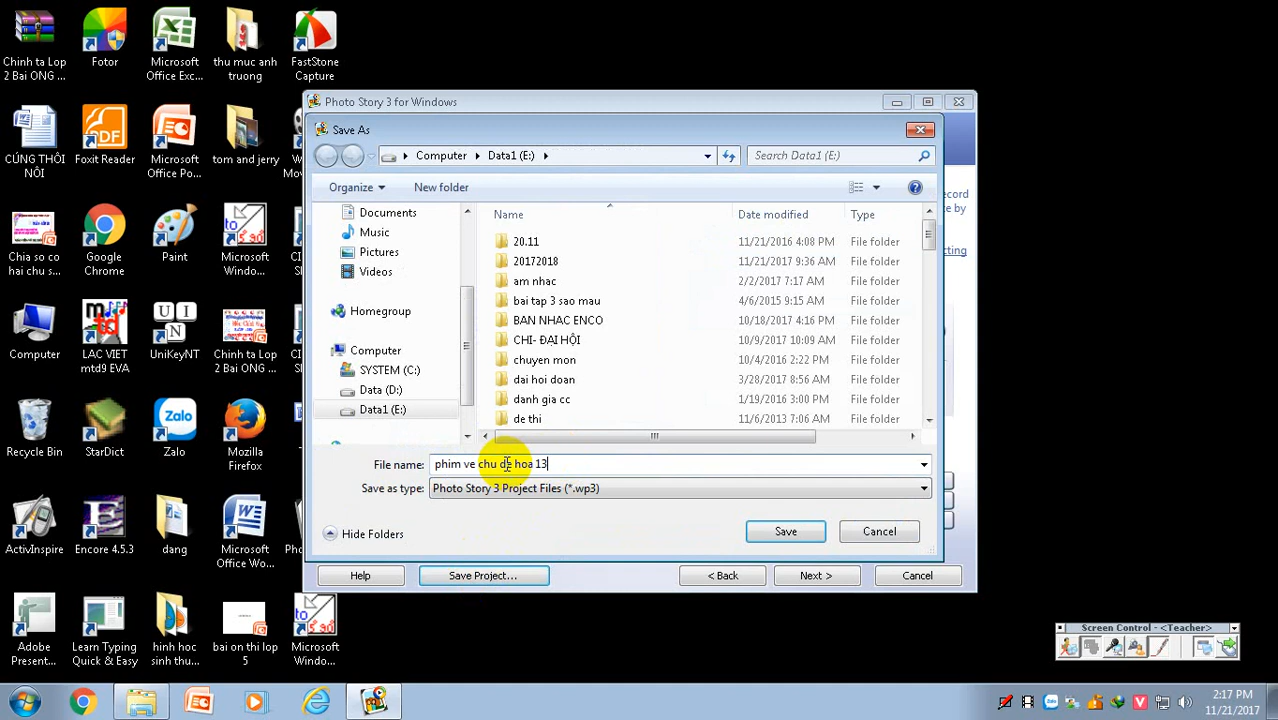 Chinh ta Lop
2 Bai ONG ...
Fotor
Microsoft
Office Exc...
thu muc anh
truong
FastStone
Capture
CÚNG THÔI
NÔI
Foxit Reader
Microsoft
Office Po...
tom and jerry
Chia so co
hai chu s...
Google
Chrome
Paint
Microsoft
Windo...
Computer
LAC VIET
mtd9 EVA
UniKeyNT
Chinh ta Lop
2 Bai ONG ...
Recycle Bin
StarDict
Zalo
Mozilla
Firefox
ActivInspire
Encore 4.5.3
dang
Microsoft
Office Wo...
Adobe
Present...
Learn Typing
Quick & Easy
hinh hoc
sinh thu...
bai on thi lop
5
Microsoft
Windo...
Photo Story 3 for Windows
Save As
Computer
Data1 (E:)
Search Data1 (E:)
Organize
New folder
Documents
Music
Pictures
Videos
Homegroup
Computer
SYSTEM (C:)
Data (D:)
Data1 (E:)
Name Date modified Type
20.11 11/21/2016 4:08 PM File folder
20172018 11/21/2017 9:36 AM File folder
am nhac 2/2/2017 7:17 AM File folder
bai tap 3 sao mau 4/6/2015 9:15 AM File folder
BAN NHAC ENCO 10/18/2017 4:16 PM File folder
CHI- ĐẠI HỘI 10/9/2017 10:09 AM File folder
chuyen mon 10/4/2016 2:22 PM File folder
dai hoi doan 3/28/2017 8:56 AM File folder
danh gia cc 1/19/2016 3:00 PM File folder
de thi 11/6/2013 7:06 AM File folder
File name: phim ve chu de hoa 13
Save as type: Photo Story 3 Project Files (*.wp3)
Hide Folders
Save
Cancel
Help
Save Project...
< Back
Next >
Cancel
Screen Control - <Teacher>
2:17 PM
11/21/2017